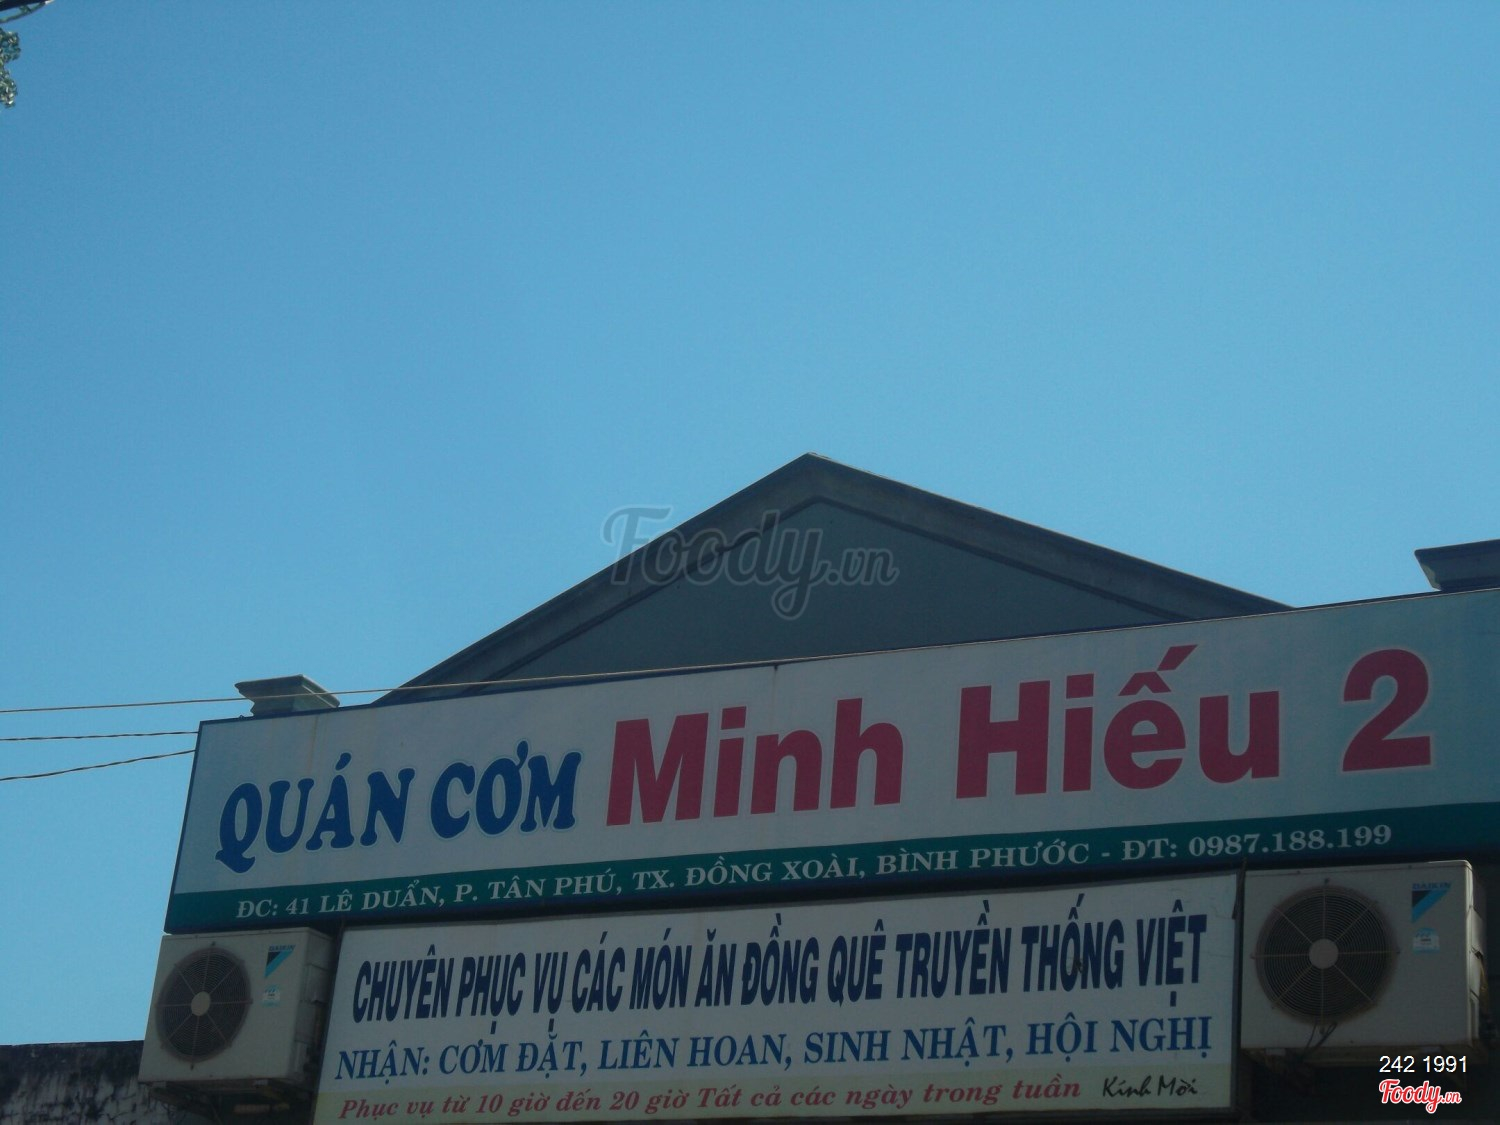 Foody.vn
QUÁN CƠM Minh Hiếu 2
ĐC: 41 LÊ DUẨN, P. TÂN PHÚ, TX. ĐỒNG XOÀI, BÌNH PHƯỚC - ĐT: 0987.188.199
DAIKIN
DAIKIN
CHUYÊN PHỤC VỤ CÁC MÓN ĂN ĐỒNG QUÊ TRUYỀN THỐNG VIỆT
NHẬN: CƠM ĐẶT, LIÊN HOAN, SINH NHẬT, HỘI NGHỊ
Phục vụ từ 10 giờ đến 20 giờ Tất cả các ngày trong tuần Kính Mời
242 1991
Foody.vn